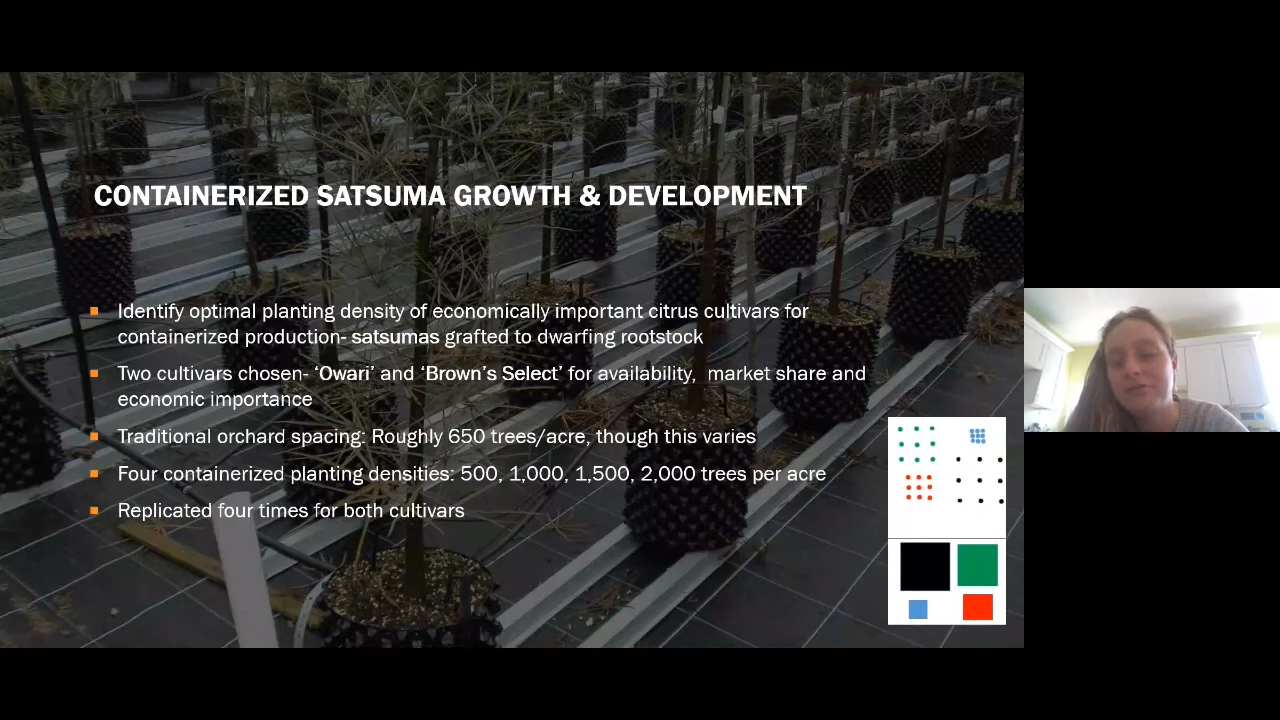 CONTAINERIZED SATSUMA GROWTH & DEVELOPMENT
Identify optimal planting density of economically important citrus cultivars for
containerized production- satsumas grafted to dwarfing rootstock
Two cultivars chosen- ‘Owari’ and ‘Brown’s Select’ for availability,  market share and
economic importance
Traditional orchard spacing: Roughly 650 trees/acre, though this varies
Four containerized planting densities: 500, 1,000, 1,500, 2,000 trees per acre
Replicated four times for both cultivars